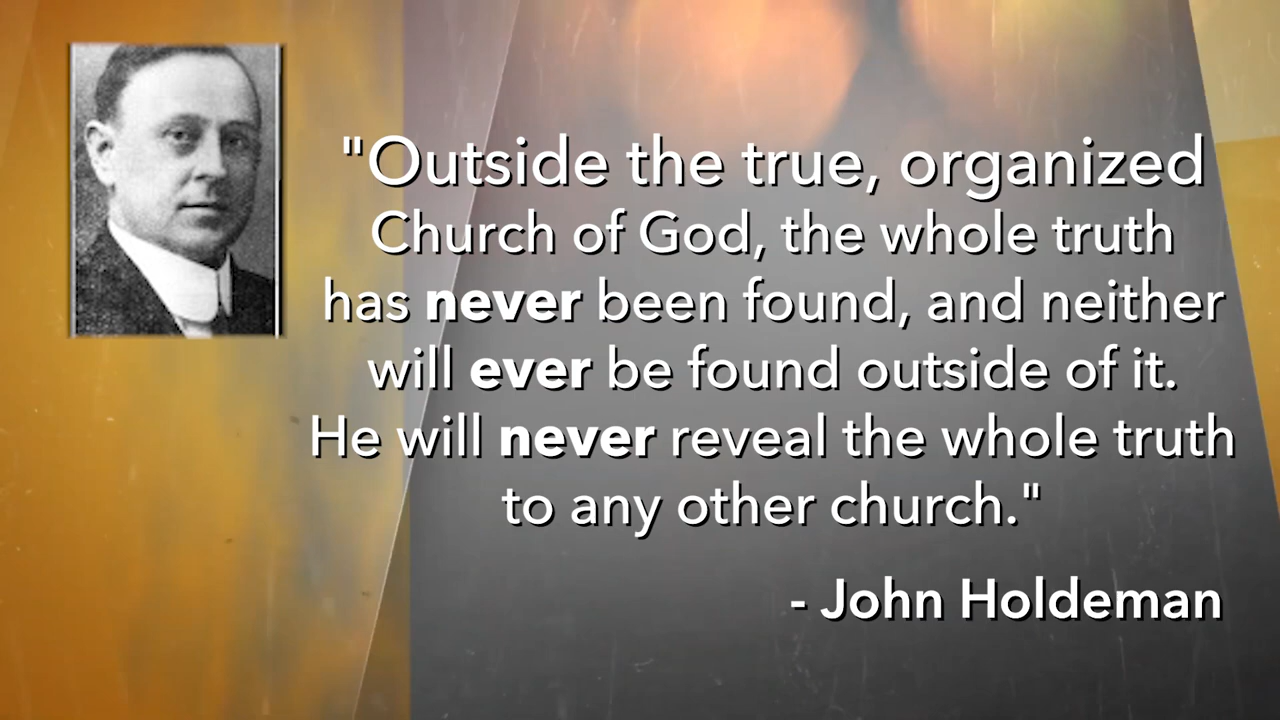 "Outside the true, organized
Church of God, the whole truth
has never been found, and neither
will ever be found outside of it.
He will never reveal the whole truth
to any other church."
- John Holdeman